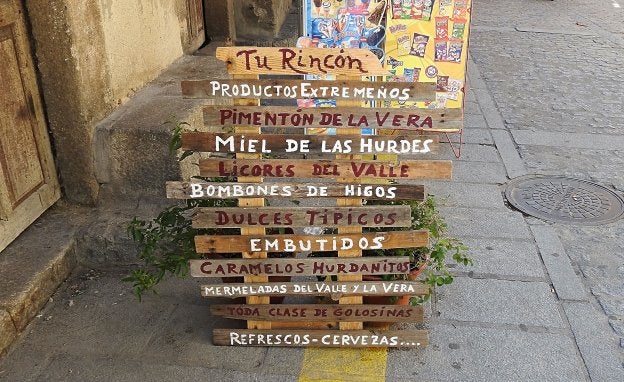 Tu Rincón
PRODUCTOS EXTREMEÑOS
PIMENTÓN DE LA VERA
MIEL DE LAS HURDES
LICORES DEL VALLE
BOMBONES DE HIGOS
DULCES TIPICOS
EMBUTIDOS
CARAMELOS HURDANITOS
MERMELADAS DEL VALLE Y LA VERA
TODA CLASE DE GOLOSINAS
REFRESCOS-CERVEZAS....